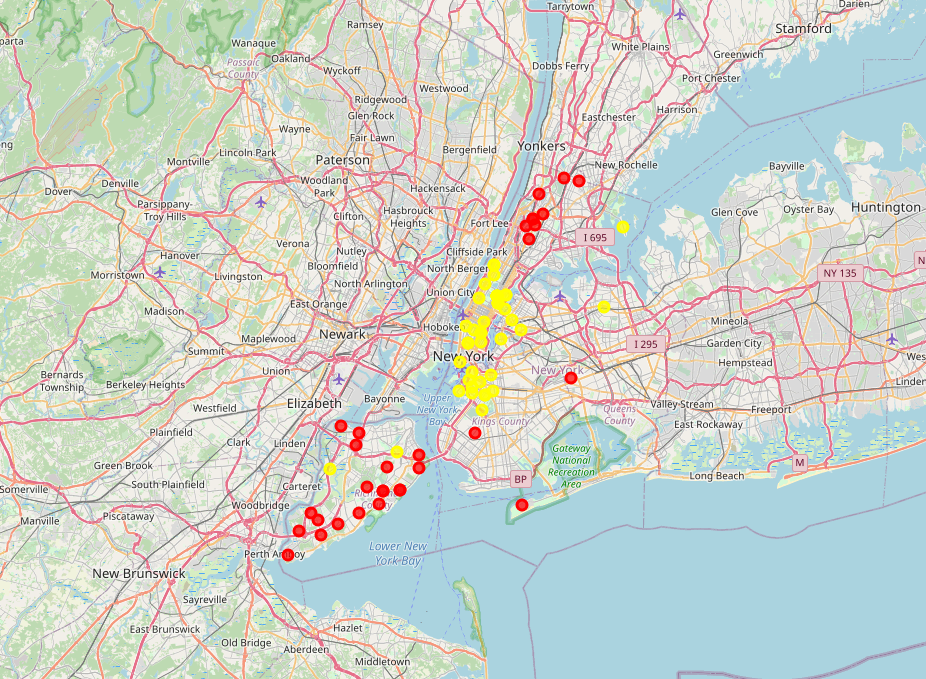 Tarrytown
Darien
Ramsey
Stamford
Wanaque
White Plains
Oakland
Greenwich
Passaic
County
Wyckoff
Dobbs Ferry
Port Chester
Westwood
Ridgewood
Harrison
Glen Rock
Eastchester
Wayne
Fair Lawn
Yonkers
Bergenfield
Lincoln Park
Paterson
Montville
New Rochelle
Bayville
Woodland
Park
Denville
Dover
Hackensack
Parsippany-
Troy Hills
Hasbrouck
Heights
Huntington
Oyster Bay
Glen Cove
Clifton
Fort Lee
I 695
Verona
Nutley
Cliffside Park
Hanover
Bloomfield
North Bergen
Morristown
Livingston
North Arlington
NY 135
Union City
East Orange
Madison
Mineola
Hoboken
Newark
Maplewood
Garden City
I 295
Summit
New York
Hempstead
Union
New York
Bernards
Township
Berkeley Heights
Linden
Bayonne
Upper
New York
Bay
Elizabeth
Valley Stream
Westfield
Queens
County
Freeport
Kings County
East Rockaway
Plainfield
Clark
Linden
Gateway
National
Recreation
Area
Green Brook
M
Long Beach
BP
South Plainfield
Carteret
Somerville
Woodbridge
Manville
Piscataway
Lower New
York Bay
Perth Amboy
New Brunswick
Sayreville
East Brunswick
Hazlet
Old Bridge
Aberdeen
Middletown